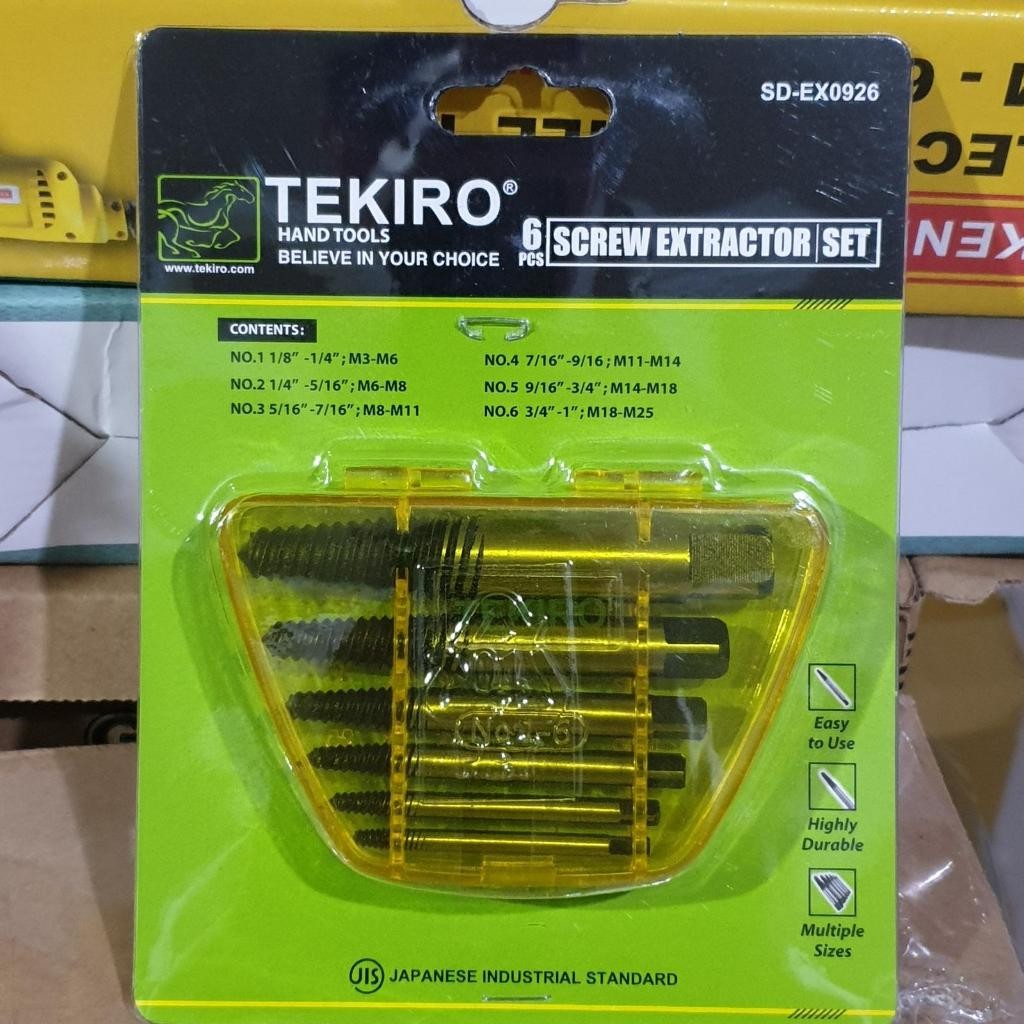 SD-EX0926
TEKIRO®
HAND TOOLS
BELIEVE IN YOUR CHOICE
www.tekiro.com
6 PCS SCREW EXTRACTOR SET
CONTENTS:
NO.1 1/8" -1/4" ; M3-M6
NO.2 1/4" -5/16" ; M6-M8
NO.3 5/16" -7/16" ; M8-M11
NO.4 7/16" -9/16 ; M11-M14
NO.5 9/16" -3/4" ; M14-M18
NO.6 3/4" -1" ; M18-M25
TEKIRO
No.1-6
Easy
to Use
Highly
Durable
Multiple
Sizes
JIS JAPANESE INDUSTRIAL STANDARD